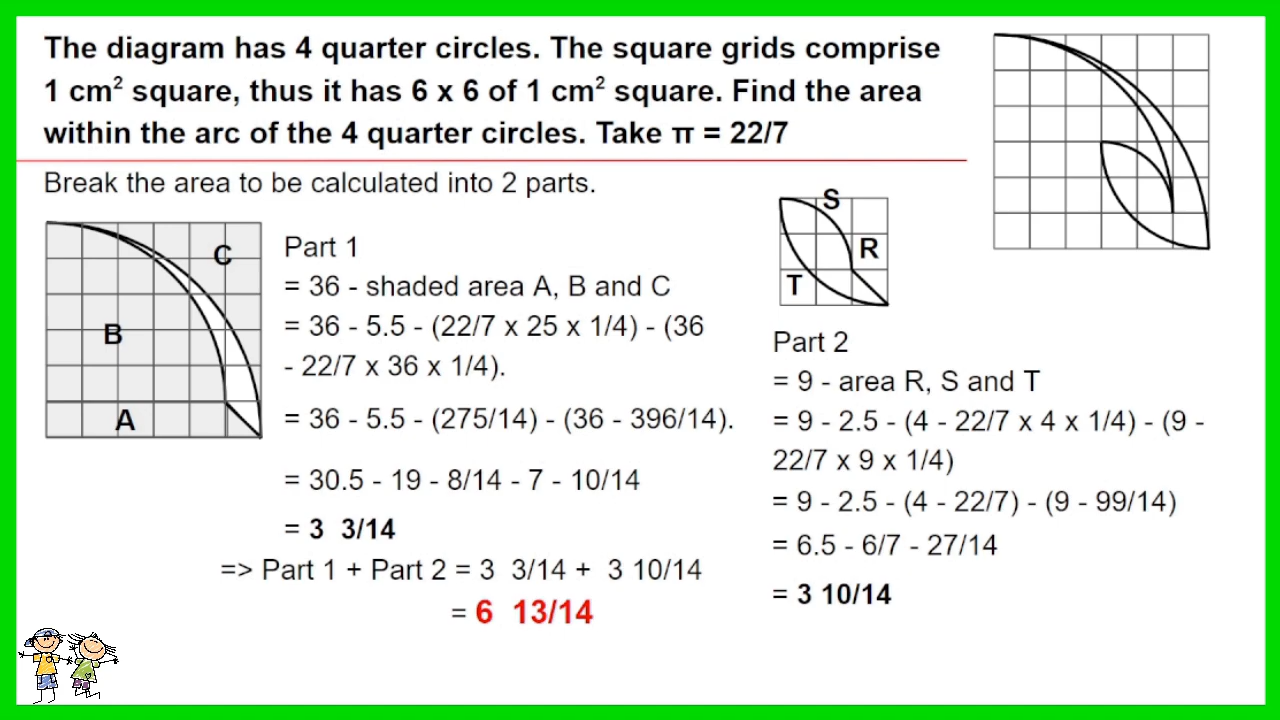 The diagram has 4 quarter circles. The square grids comprise
1 cm² square, thus it has 6 x 6 of 1 cm² square. Find the area
within the arc of the 4 quarter circles. Take π = 22/7
Break the area to be calculated into 2 parts.
C
B
A
Part 1
= 36 - shaded area A, B and C
= 36 - 5.5 - (22/7 x 25 x 1/4) - (36
- 22/7 x 36 x 1/4).
= 36 - 5.5 - (275/14) - (36 - 396/14).
= 30.5 - 19 - 8/14 - 7 - 10/14
= 3 3/14
S
R
T
Part 2
= 9 - area R, S and T
= 9 - 2.5 - (4 - 22/7 x 4 x 1/4) - (9 -
22/7 x 9 x 1/4)
= 9 - 2.5 - (4 - 22/7) - (9 - 99/14)
= 6.5 - 6/7 - 27/14
= 3 10/14
=> Part 1 + Part 2 = 3 3/14 + 3 10/14
= 6 13/14